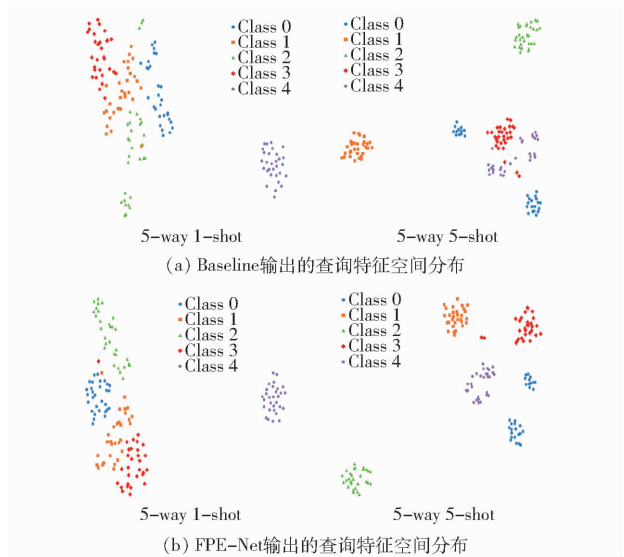 Class 0
Class 1
Class 2
Class 3
Class 4
Class 0
Class 1
Class 2
Class 3
Class 4
5-way 1-shot
5-way 5-shot
(a) Baseline输出的查询特征空间分布
Class 0
Class 1
Class 2
Class 3
Class 4
Class 0
Class 1
Class 2
Class 3
Class 4
5-way 1-shot
5-way 5-shot
(b) FPE-Net输出的查询特征空间分布